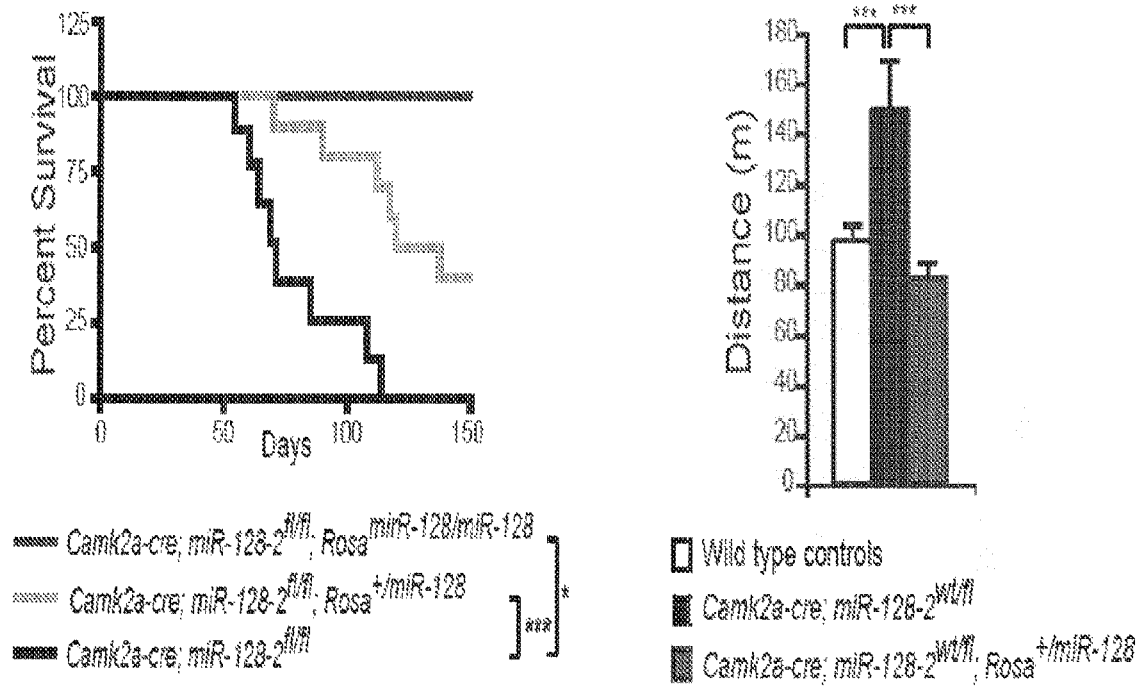 Percent Survival
125
100
75
50
25
0
0 50 100 150
Days
Camk2a-cre; miR-128-2fl/fl; RosamirR-128/miR-128
Camk2a-cre; miR-128-2fl/fl; Rosa+/miR-128
Camk2a-cre; miR-128-2fl/fl
*
***
*** ***
Distance (m)
180
160
140
120
100
80
60
40
20
0
Wild type controls
Camk2a-cre; miR-128-2wt/fl
Camk2a-cre; miR-128-2wt/fl; Rosa+/miR-128